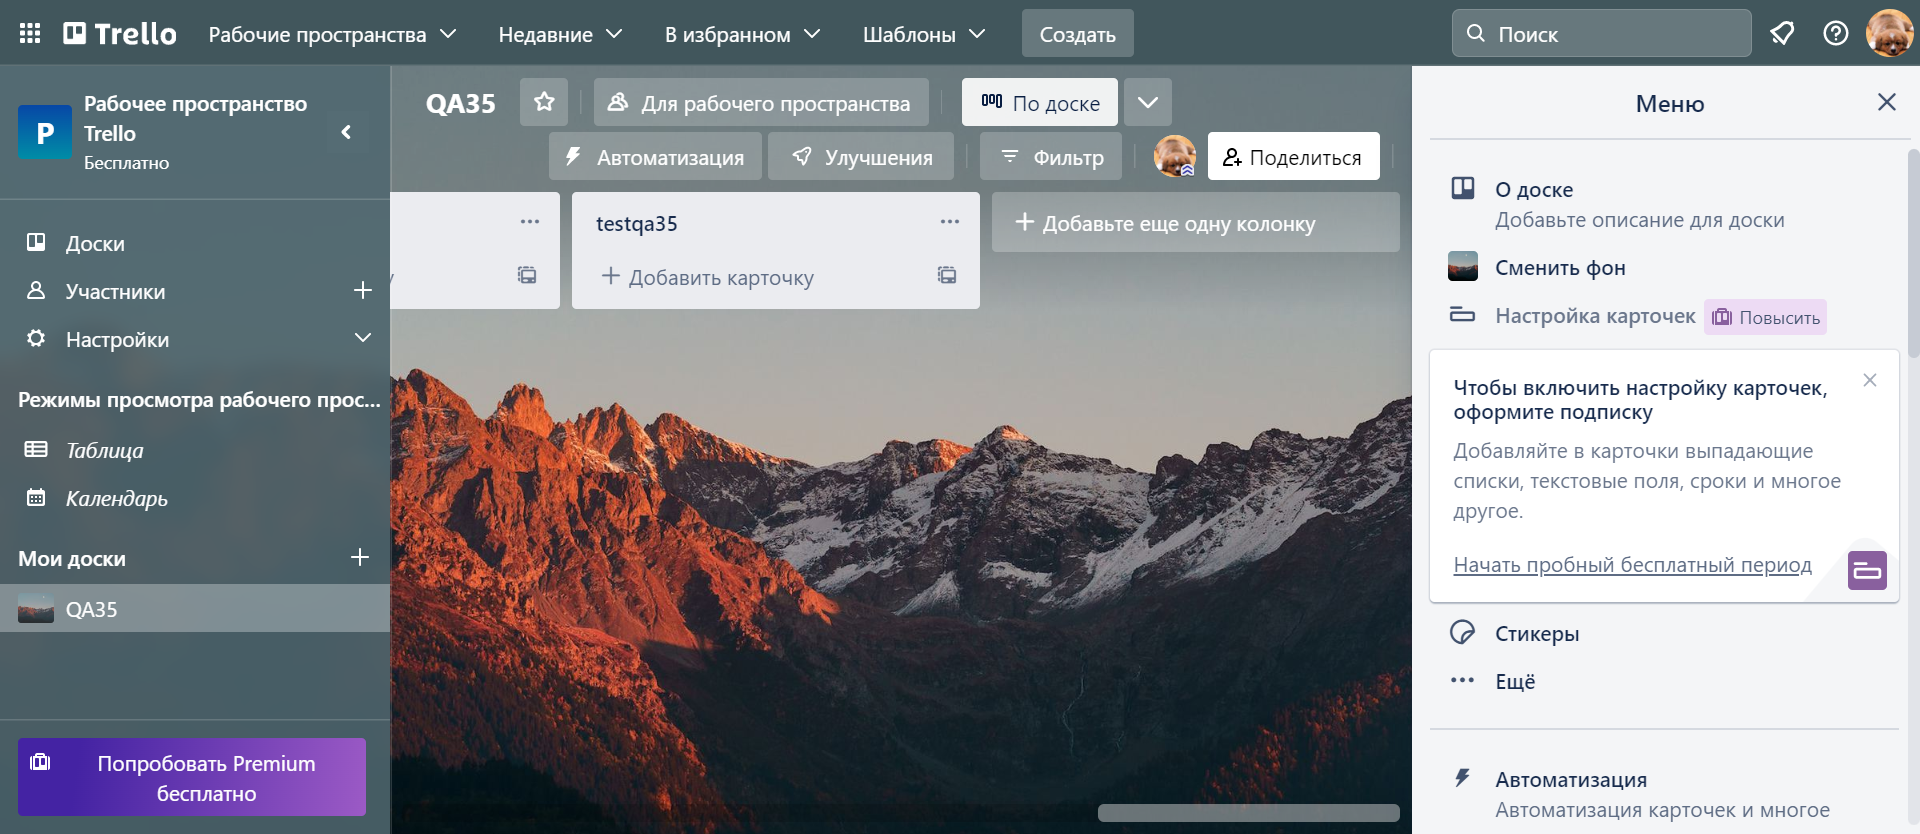 Trello
Рабочие пространства
Недавние
В избранном
Шаблоны
Создать
Поиск
P
Рабочее пространство
Trello
Бесплатно
Доски
Участники
Настройки
Режимы просмотра рабочего прос...
Таблица
Календарь
Мои доски
QA35
Попробовать Premium
бесплатно
QA35
Для рабочего пространства
По доске
Автоматизация
Улучшения
Фильтр
Поделиться
testqa35
Добавить карточку
Добавьте еще одну колонку
Меню
О доске
Добавьте описание для доски
Сменить фон
Настройка карточек
Повысить
Чтобы включить настройку карточек,
оформите подписку
Добавляйте в карточки выпадающие
списки, текстовые поля, сроки и многое
другое.
Начать пробный бесплатный период
Стикеры
Ещё
Автоматизация
Автоматизация карточек и многое